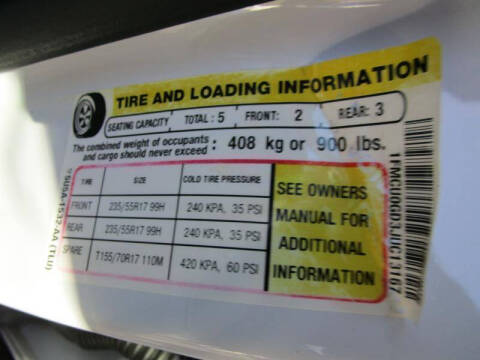 TIRE AND LOADING INFORMATION
SEATING CAPACITY TOTAL : 5 FRONT: 2 REAR: 3
The combined weight of occupants and cargo should never exceed : 408 kg or 900 lbs.
TIRE SIZE COLD TIRE PRESSURE
FRONT 235/55R17 99H 240 KPA, 35 PSI
REAR 235/55R17 99H 240 KPA, 35 PSI
SPARE T155/70R17 110M 420 KPA, 60 PSI
SEE OWNERS
MANUAL FOR
ADDITIONAL
INFORMATION